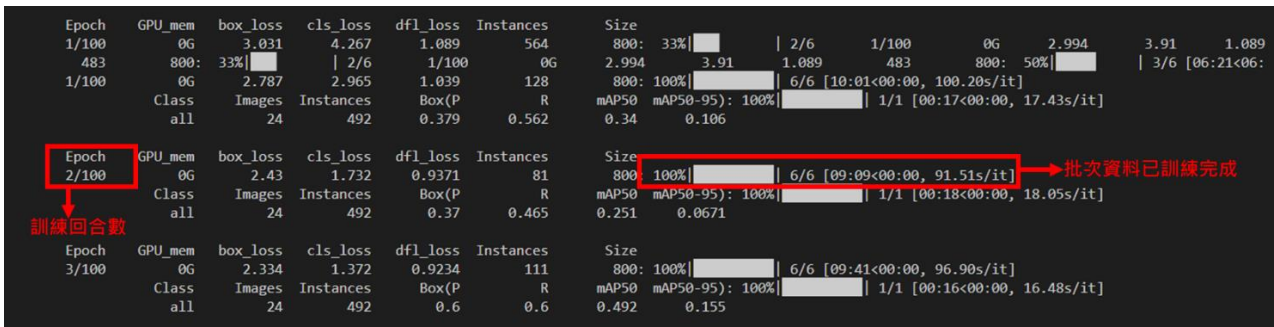 Epoch GPU_mem box_loss cls_loss dfl_loss Instances Size
1/100 0G 3.031 4.267 1.089 564 800: 33%| | 2/6 1/100 0G 2.994 3.91 1.089
483 800: 33%| | 2/6 1/100 0G 2.994 3.91 1.089 483 800: 50%| | 3/6 [06:21<06:
1/100 0G 2.787 2.965 1.039 128 800: 100%| | 6/6 [10:01<00:00, 100.20s/it]
Class Images Instances Box(P R mAP50 mAP50-95): 100%| | 1/1 [00:17<00:00, 17.43s/it]
all 24 492 0.379 0.562 0.34 0.106
Epoch GPU_mem box_loss cls_loss dfl_loss Instances Size
2/100 0G 2.43 1.732 0.9371 81 800: 100%| | 6/6 [09:09<00:00, 91.51s/it] 批次資料已訓練完成
Class Images Instances Box(P R mAP50 mAP50-95): 100%| | 1/1 [00:18<00:00, 18.05s/it]
all 24 492 0.37 0.465 0.251 0.0671
訓練回合數
Epoch GPU_mem box_loss cls_loss dfl_loss Instances Size
3/100 0G 2.334 1.372 0.9234 111 800: 100%| | 6/6 [09:41<00:00, 96.90s/it]
Class Images Instances Box(P R mAP50 mAP50-95): 100%| | 1/1 [00:16<00:00, 16.48s/it]
all 24 492 0.6 0.6 0.492 0.155